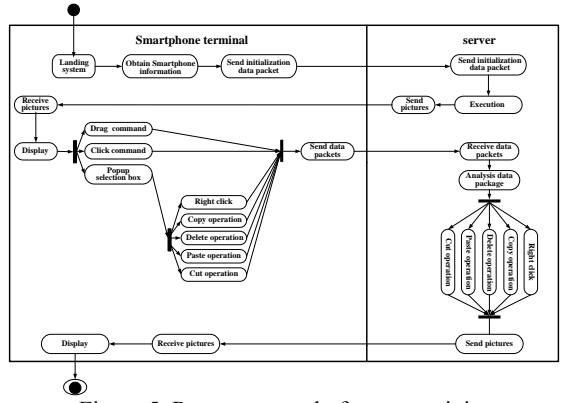 Smartphone terminal
server
Landing
system
Obtain Smartphone
information
Send initialization
data packet
Send initialization
data packet
Receive
pictures
Send
pictures
Execution
Display
Drag command
Click command
Popup
selection box
Send data
packets
Receive data
packets
Analysis data
package
Right click
Copy operation
Delete operation
Paste operation
Cut operation
Cut operation
Paste operation
Delete operation
Copy operation
Right click
Display
Receive pictures
Send pictures